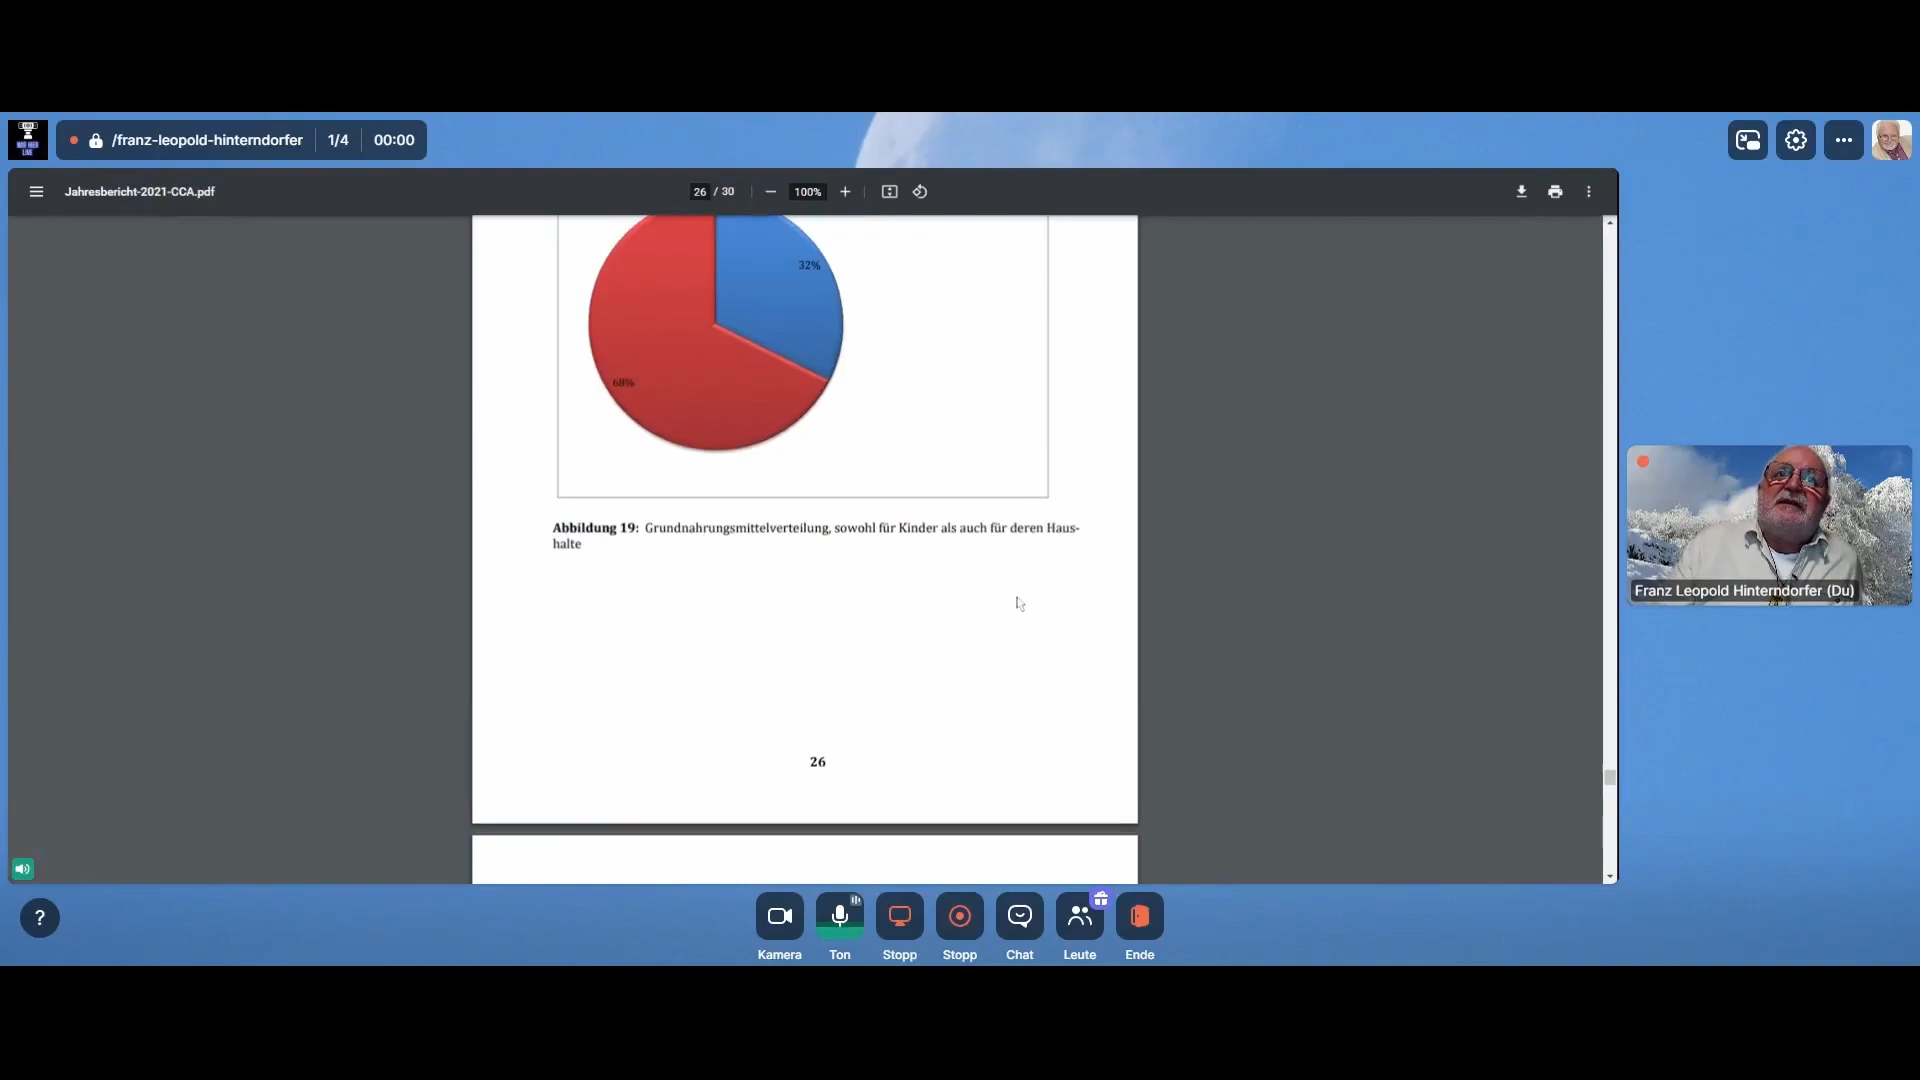 /franz-leopold-hinterndorfer 1/4 00:00
Jahresbericht-2021-CCA.pdf 26 / 30 100%
32%
68%
Abbildung 19: Grundnahrungsmittelverteilung, sowohl für Kinder als auch für deren Haus-
halte
Franz Leopold Hinterndorfer (Du)
26
?
Kamera Ton Stopp Stopp Chat Leute Ende